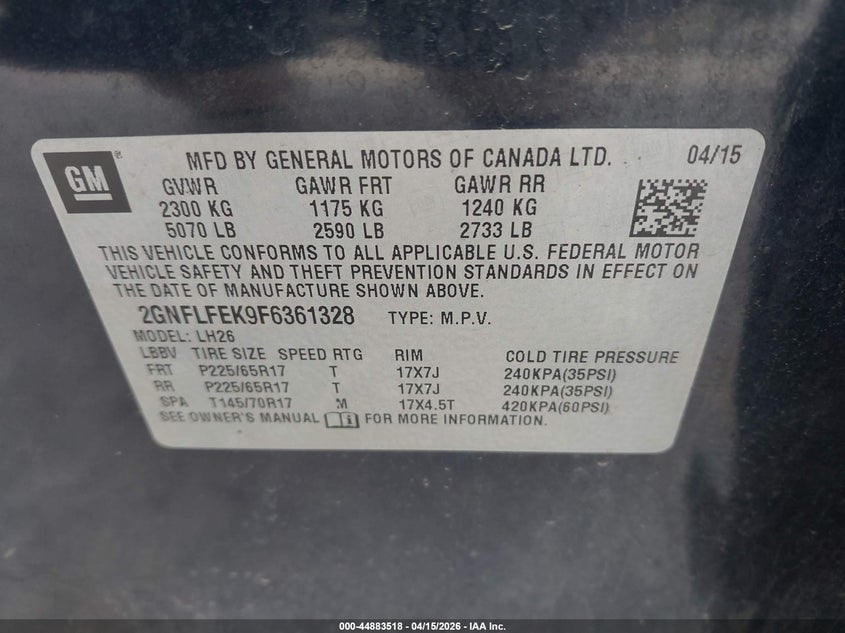 GM ® MFD BY GENERAL MOTORS OF CANADA LTD. 04/15
GVWR GAWR FRT GAWR RR
2300 KG 1175 KG 1240 KG
5070 LB 2590 LB 2733 LB
THIS VEHICLE CONFORMS TO ALL APPLICABLE U.S. FEDERAL MOTOR
VEHICLE SAFETY AND THEFT PREVENTION STANDARDS IN EFFECT ON
THE DATE OF MANUFACTURE SHOWN ABOVE.
2GNFLFEK9F6361328 TYPE: M.P.V.
MODEL: LH26
LBBV TIRE SIZE SPEED RTG RIM COLD TIRE PRESSURE
FRT P225/65R17 T 17X7J 240KPA(35PSI)
RR P225/65R17 T 17X7J 240KPA(35PSI)
SPA T145/70R17 M 17X4.5T 420KPA(60PSI)
SEE OWNER'S MANUAL FOR MORE INFORMATION.
000-44883518 - 04/15/2026 - IAA Inc.